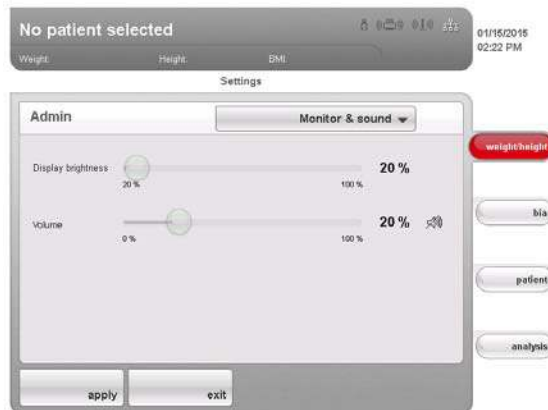 No patient selected
01/15/2015
02:22 PM
Weight: Height: BMI:
Settings
Admin Monitor & sound
weight/height
Display brightness 20 %
20 % 100 %
bia
Volume 20 %
0 % 100 %
patient
analysis
apply exit